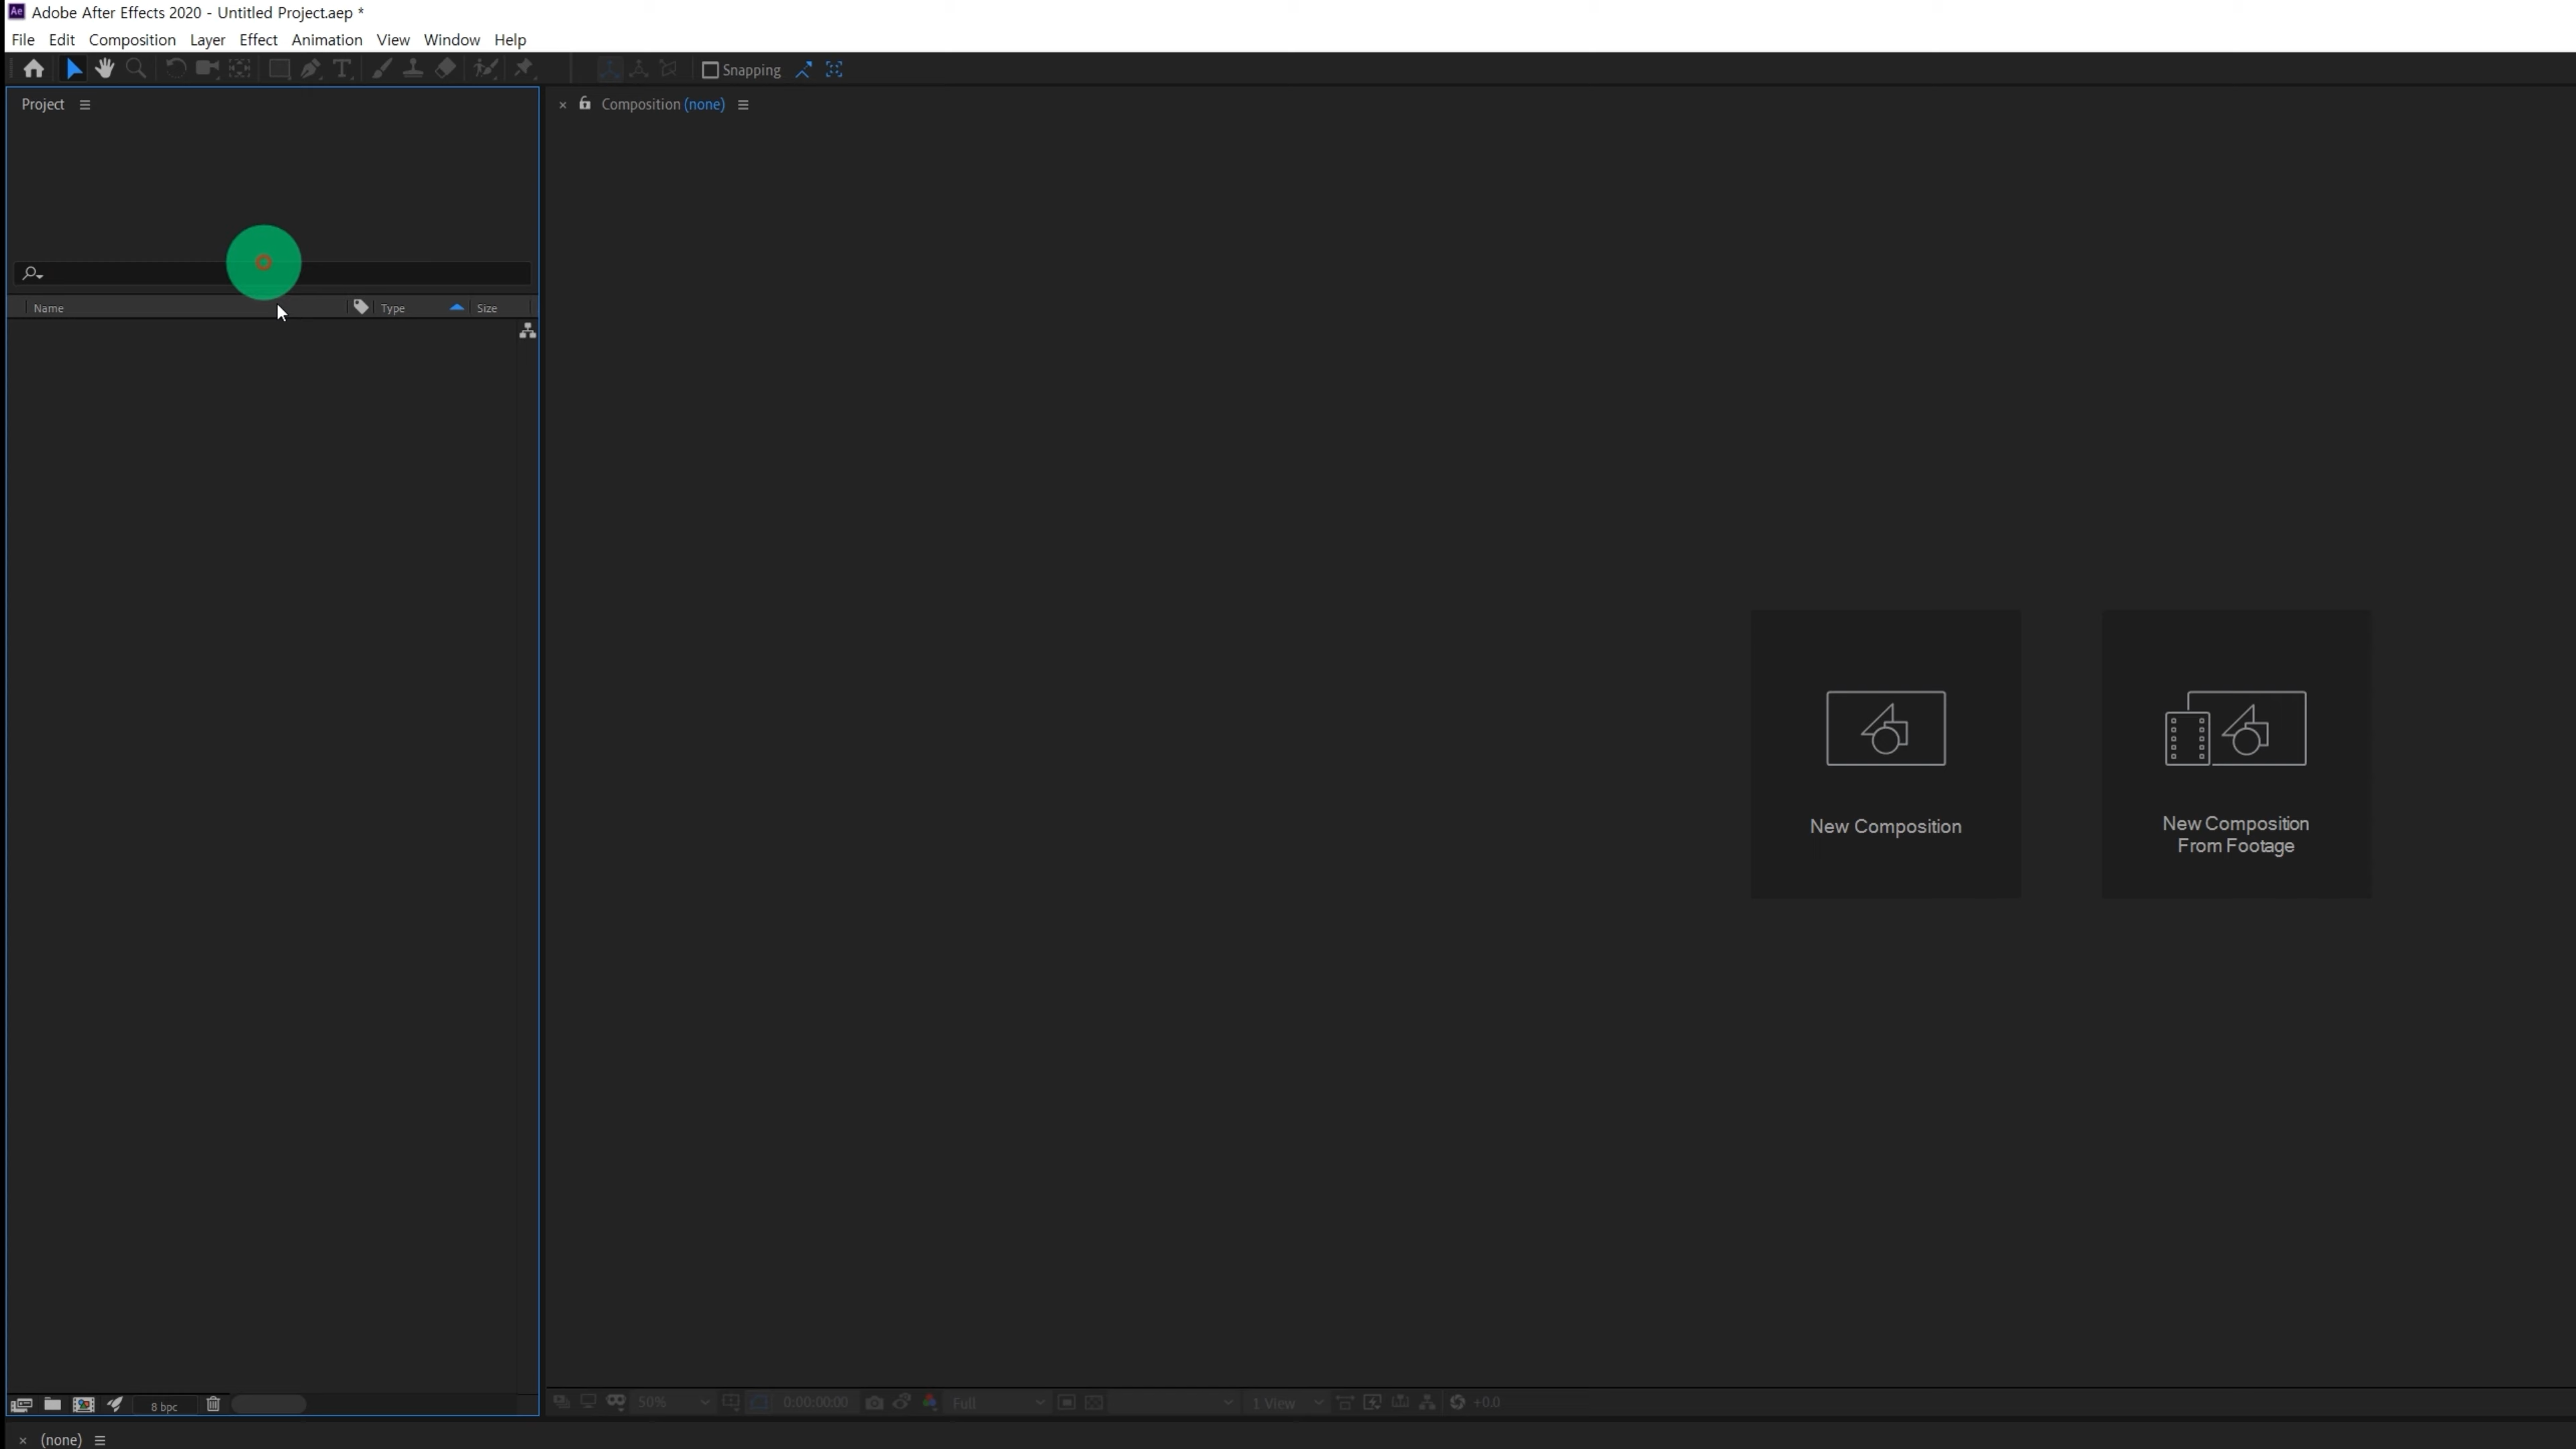 Ae Adobe After Effects 2020 - Untitled Project.aep *
File Edit Composition Layer Effect Animation View Window Help
Snapping
Project
Composition (none)
Name Type Size
New Composition
New Composition
From Footage
8 bpc
50% 0:00:00:00 Full 1 View +0.0
(none)